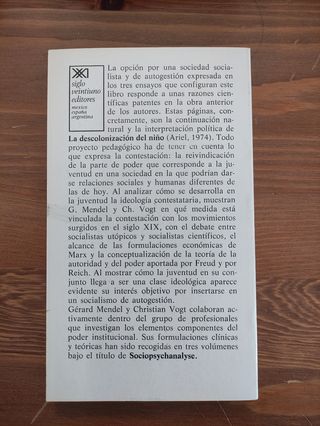 siglo
veintiuno
editores
mexico
españa
argentina
La opción por una sociedad socia-
lista y de autogestión expresada en
los tres ensayos que configuran este
libro responde a unas razones cien-
tíficas patentes en la obra anterior
de los autores. Estas páginas, con-
cretamente, son la continuación na-
tural y la interpretación política de
La descolonización del niño (Ariel, 1974). Todo
proyecto pedagógico ha de tener en cuenta lo
que expresa la contestación: la reivindicación
de la parte de poder que corresponde a la ju-
ventud en una sociedad en la que podrían dar-
se relaciones sociales y humanas diferentes de
las de hoy. Al analizar cómo se desarrolla en
la juventud la ideología contestataria, muestran
G. Mendel y Ch. Vogt en qué medida está
vinculada la contestación con los movimientos
surgidos en el siglo XIX, con el debate entre
socialistas utópicos y socialistas científicos, el
alcance de las formulaciones económicas de
Marx y la conceptualización de la teoría de la
autoridad y del poder aportada por Freud y por
Reich. Al mostrar cómo la juventud en su con-
junto llega a ser una clase ideológica aparece
evidente su interés objetivo por insertarse en
un socialismo de autogestión.
Gérard Mendel y Christian Vogt colaboran ac-
tivamente dentro del grupo de profesionales
que investigan los elementos componentes del
poder institucional. Sus formulaciones clínicas
y teóricas han sido recogidas en tres volúmenes
bajo el título de Sociopsychanalyse.